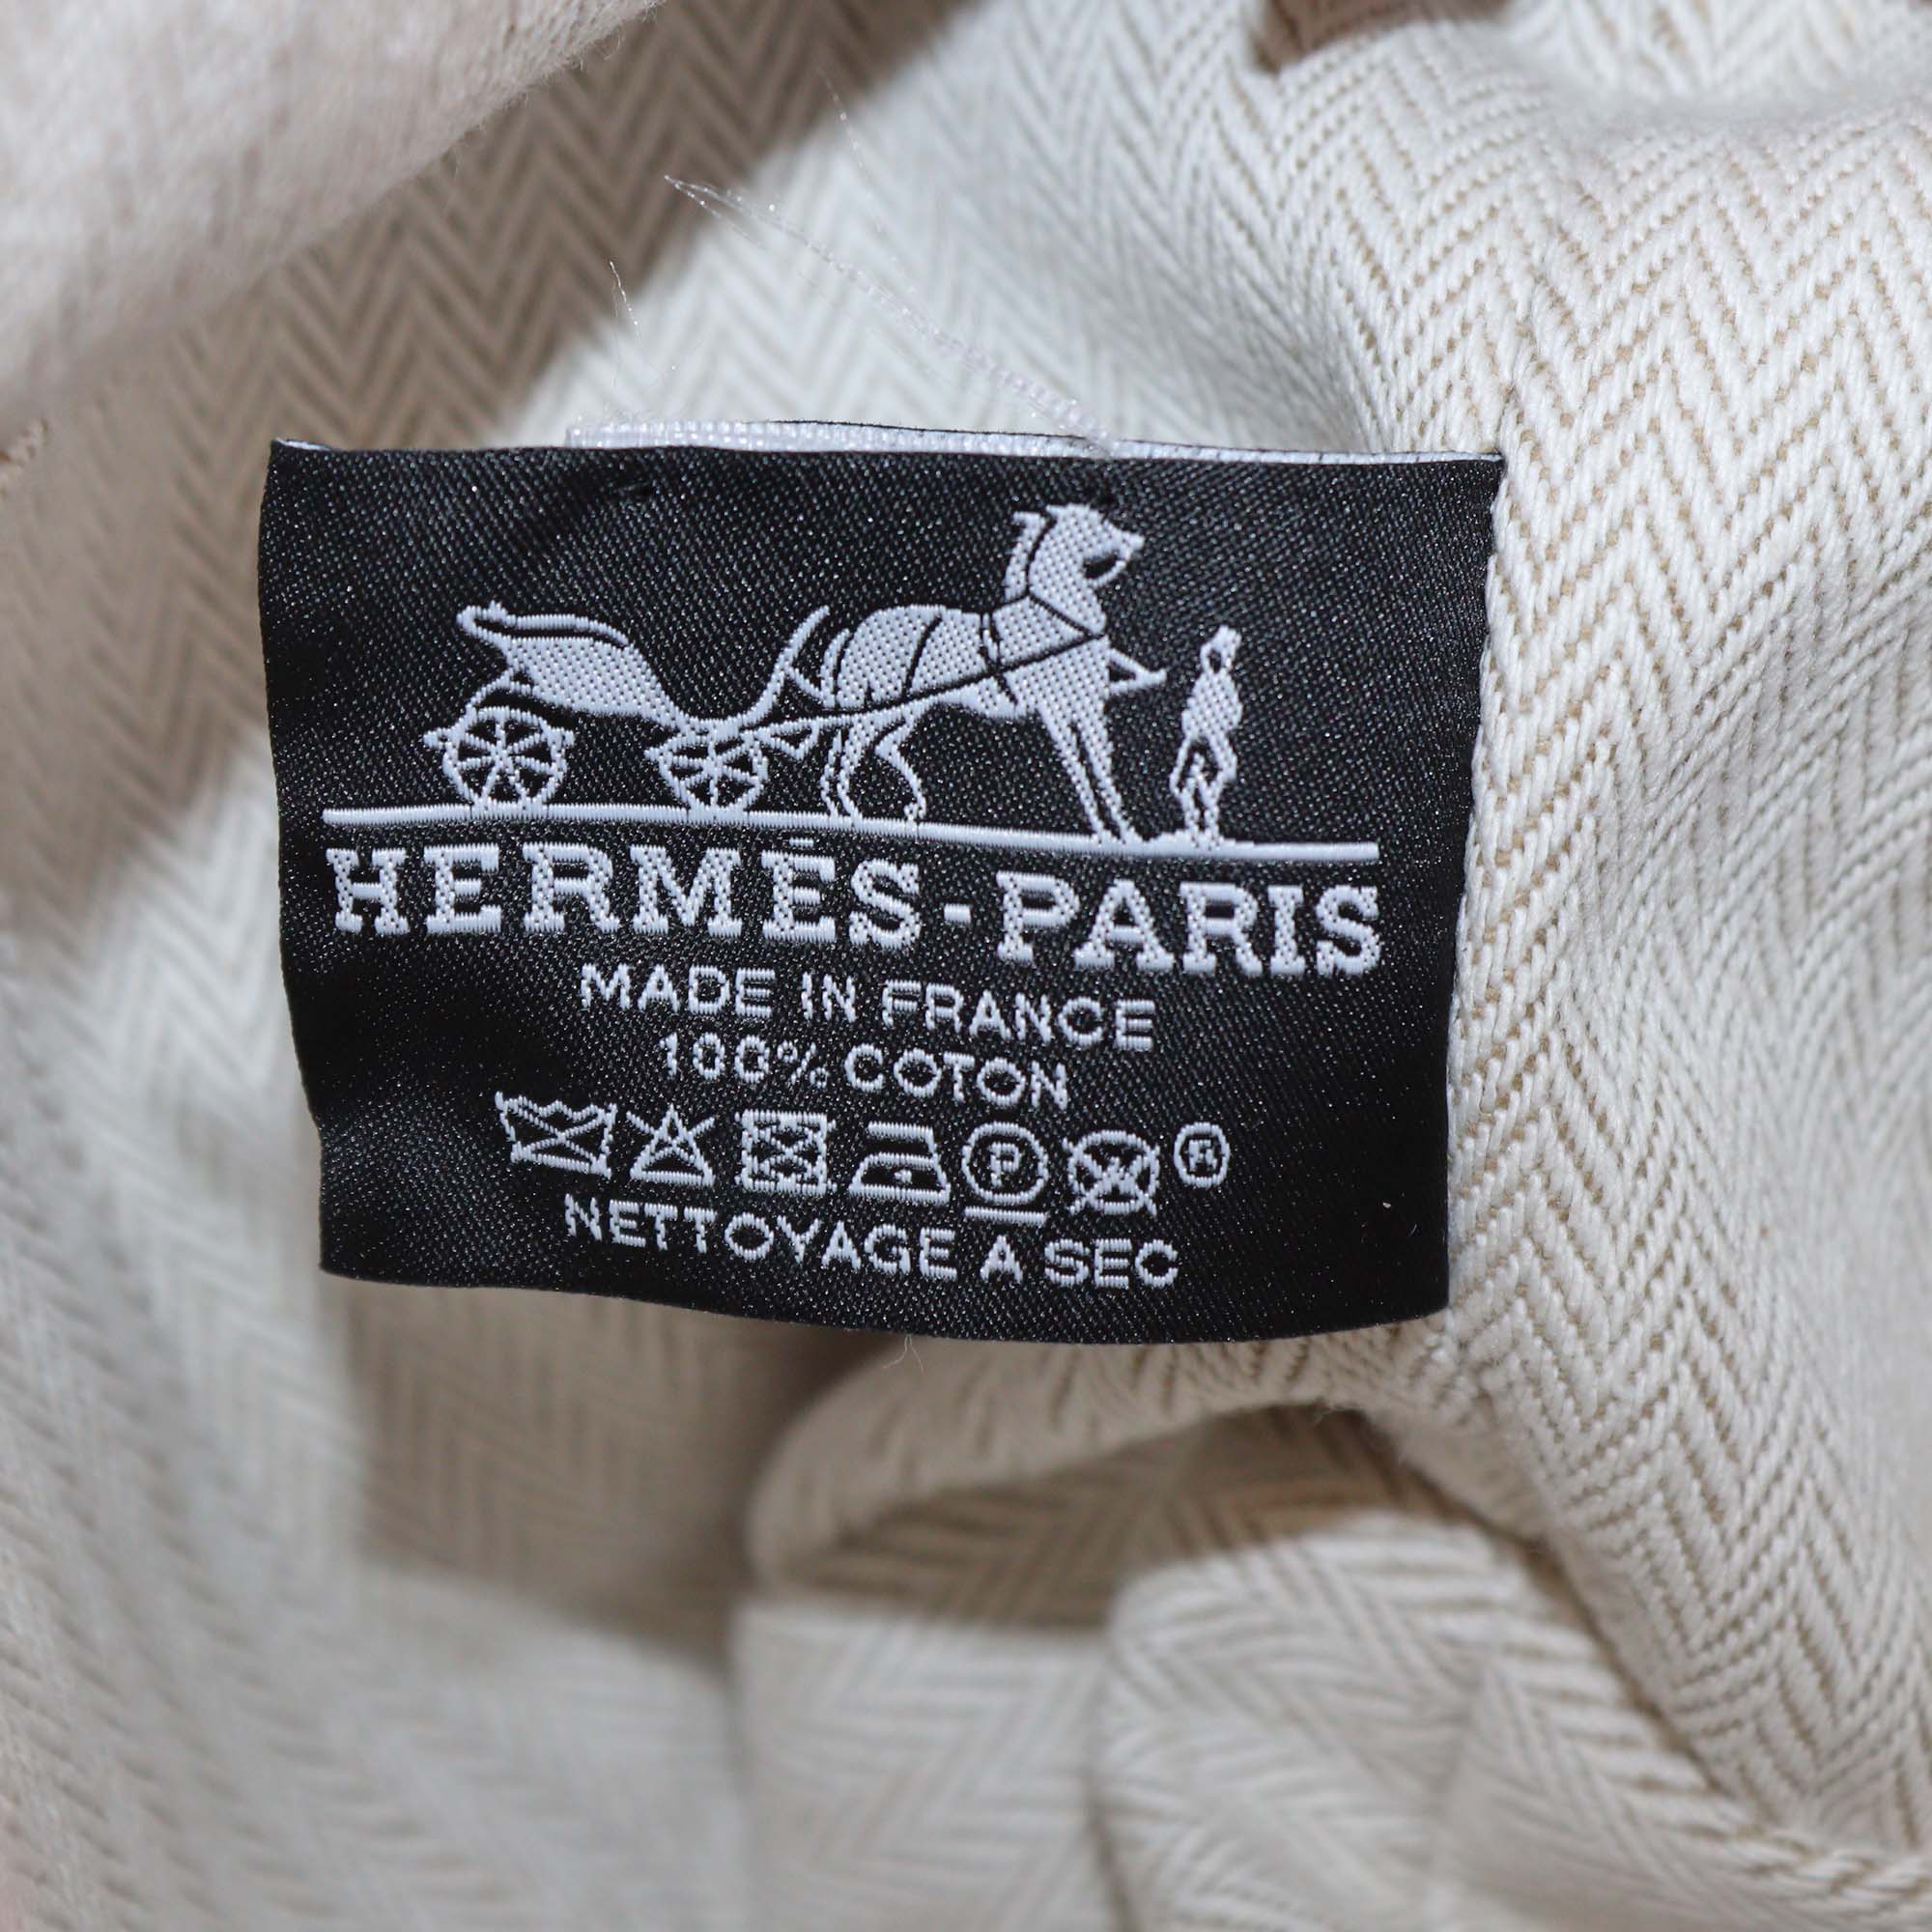 HERMÈS-PARIS
MADE IN FRANCE
100% COTON
P A ®
NETTOYAGE A SEC